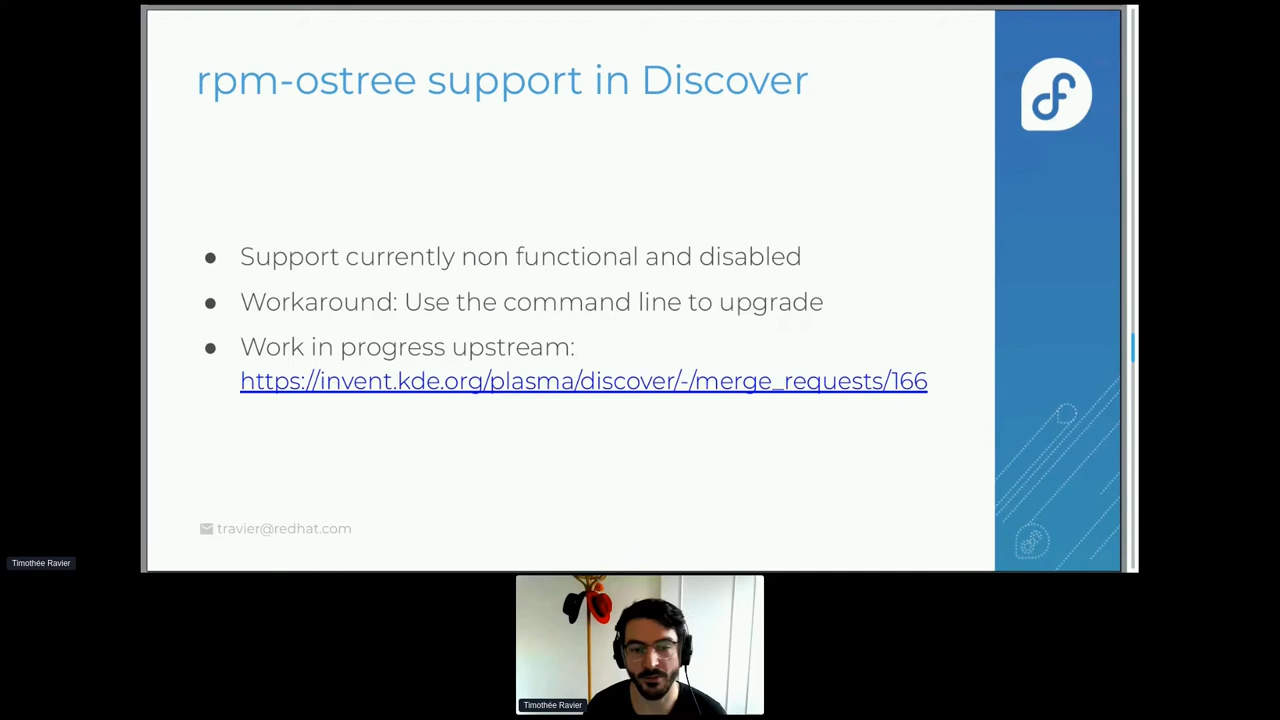 rpm-ostree support in Discover
● Support currently non functional and disabled
● Workaround: Use the command line to upgrade
● Work in progress upstream:
https://invent.kde.org/plasma/discover/-/merge_requests/166
travier@redhat.com
Timothée Ravier
Timothée Ravier